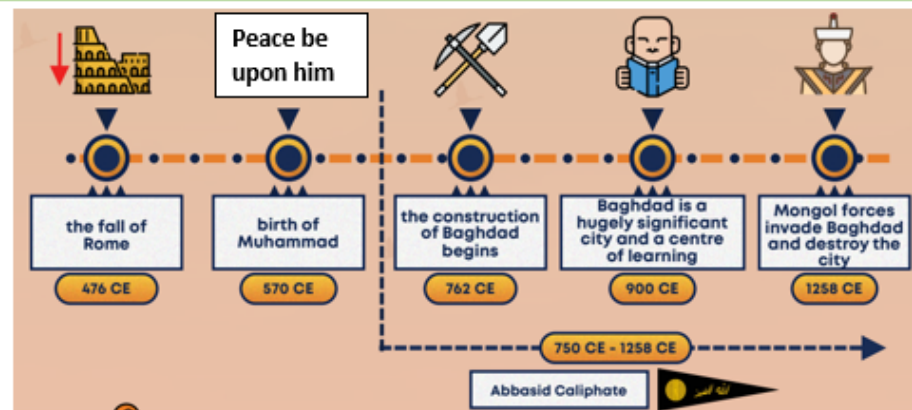 Peace be
upon him
the fall of
Rome
birth of
Muhammad
the construction
of Baghdad
begins
Baghdad is a
hugely significant
city and a centre
of learning
Mongol forces
invade Baghdad
and destroy the
city
476 CE
570 CE
762 CE
900 CE
1258 CE
750 CE - 1258 CE
Abbasid Caliphate